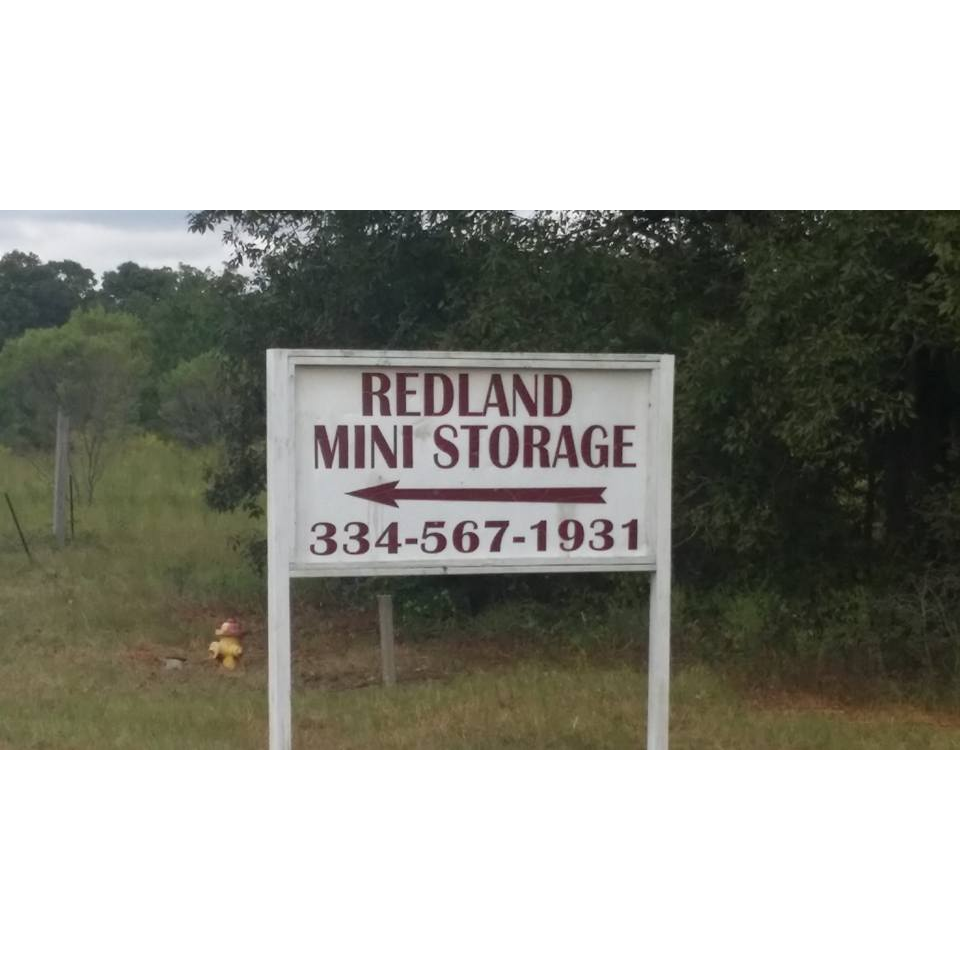 REDLAND
MINI STORAGE
334-567-1931